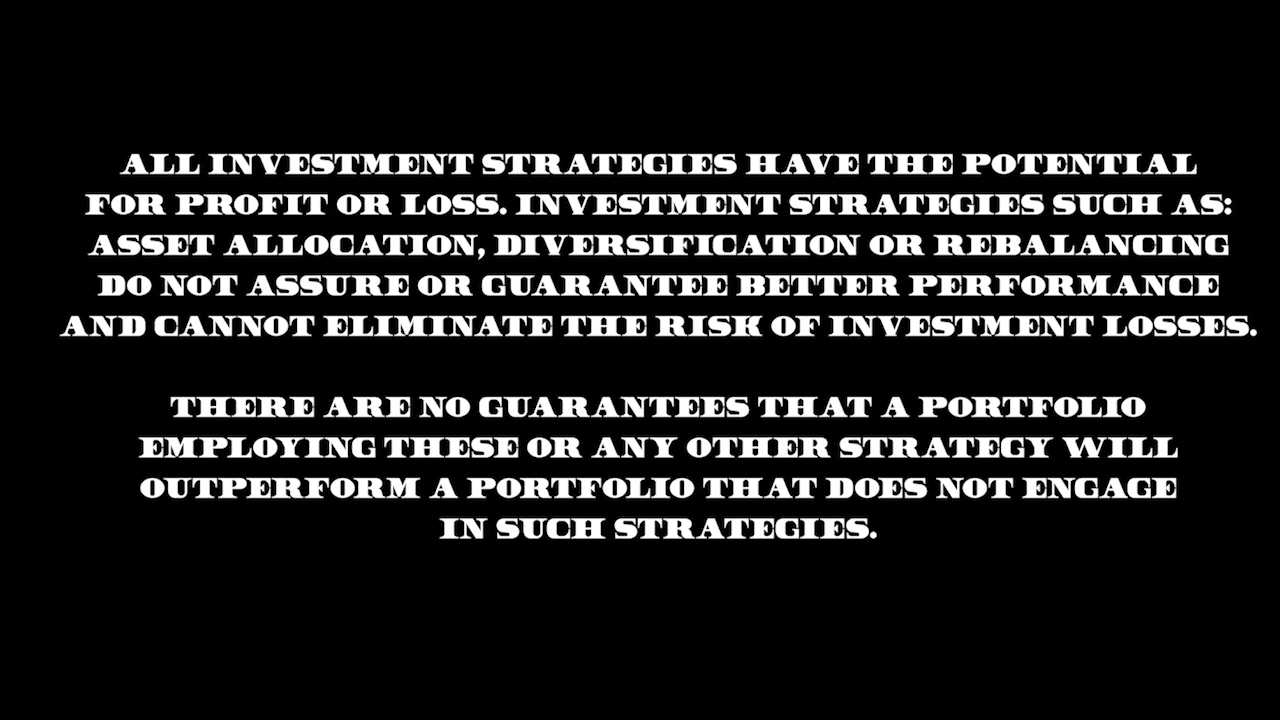 ALL INVESTMENT STRATEGIES HAVE THE POTENTIAL
FOR PROFIT OR LOSS. INVESTMENT STRATEGIES SUCH AS:
ASSET ALLOCATION, DIVERSIFICATION OR REBALANCING
DO NOT ASSURE OR GUARANTEE BETTER PERFORMANCE
AND CANNOT ELIMINATE THE RISK OF INVESTMENT LOSSES.
THERE ARE NO GUARANTEES THAT A PORTFOLIO
EMPLOYING THESE OR ANY OTHER STRATEGY WILL
OUTPERFORM A PORTFOLIO THAT DOES NOT ENGAGE
IN SUCH STRATEGIES.